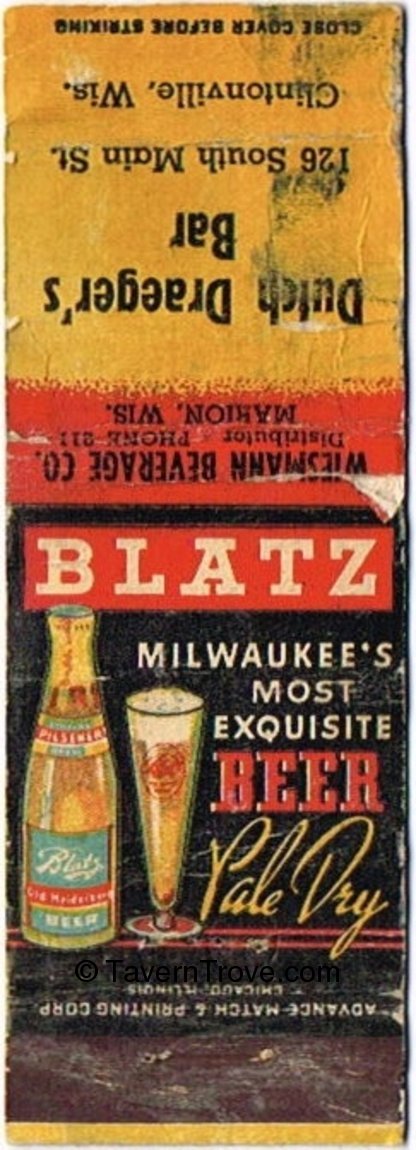 CLOSE COVER BEFORE STRIKING
Dutch Draeger's
Bar
126 South Main St.
Clintonville, Wis.
WIESMANN BEVERAGE CO.
Distributor - PHONE 211
MARION, WIS.
BLATZ
MILWAUKEE'S
MOST
EXQUISITE
BEER
Pale Dry
PILSENER
Blatz
Old Heidelberg
BEER
© TavernTrove.com
ADVANCE MATCH & PRINTING CORP
CHICAGO, ILLINOIS